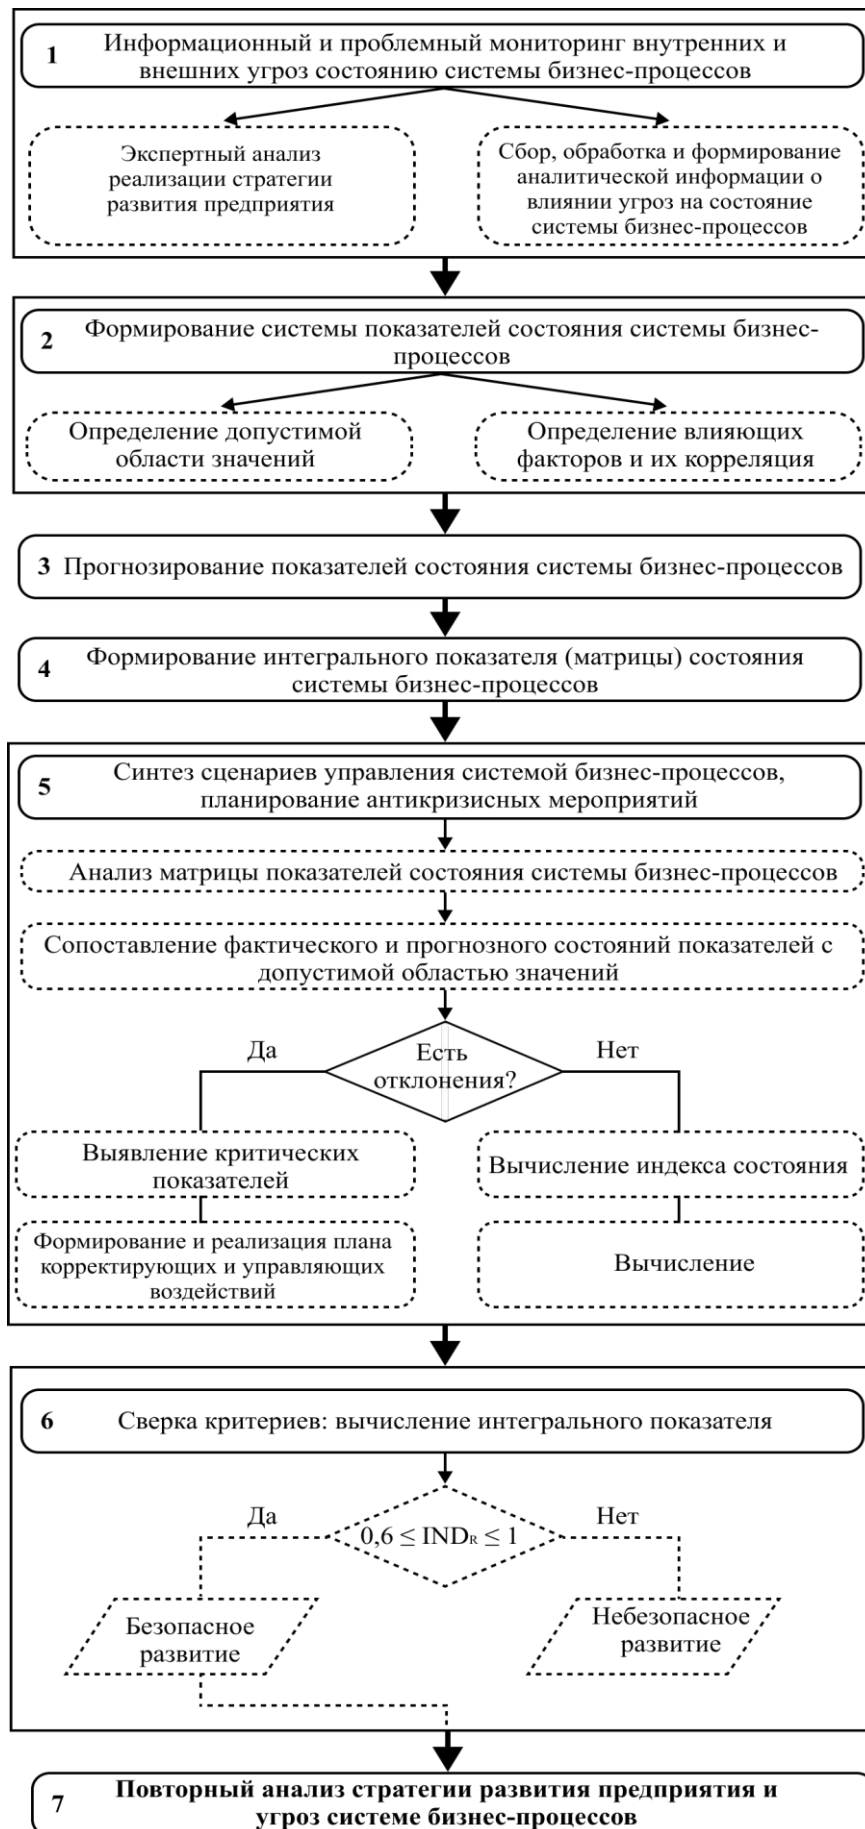 1 Информационный и проблемный мониторинг внутренних и
внешних угроз состоянию системы бизнес-процессов
Экспертный анализ
реализации стратегии
развития предприятия
Сбор, обработка и формирование
аналитической информации о
влиянии угроз на состояние
системы бизнес-процессов
2 Формирование системы показателей состояния системы бизнес-
процессов
Определение допустимой
области значений
Определение влияющих
факторов и их корреляция
3 Прогнозирование показателей состояния системы бизнес-процессов
4 Формирование интегрального показателя (матрицы) состояния
системы бизнес-процессов
5 Синтез сценариев управления системой бизнес-процессов,
планирование антикризисных мероприятий
Анализ матрицы показателей состояния системы бизнес-процессов
Сопоставление фактического и прогнозного состояний показателей с
допустимой областью значений
Да
Есть
отклонения?
Нет
Выявление критических
показателей
Вычисление индекса состояния
Формирование и реализация плана
корректирующих и управляющих
воздействий
Вычисление
6 Сверка критериев: вычисление интегрального показателя
Да
0,6 ≤ INDR ≤ 1
Нет
Безопасное
развитие
Небезопасное
развитие
7 Повторный анализ стратегии развития предприятия и
угроз системе бизнес-процессов